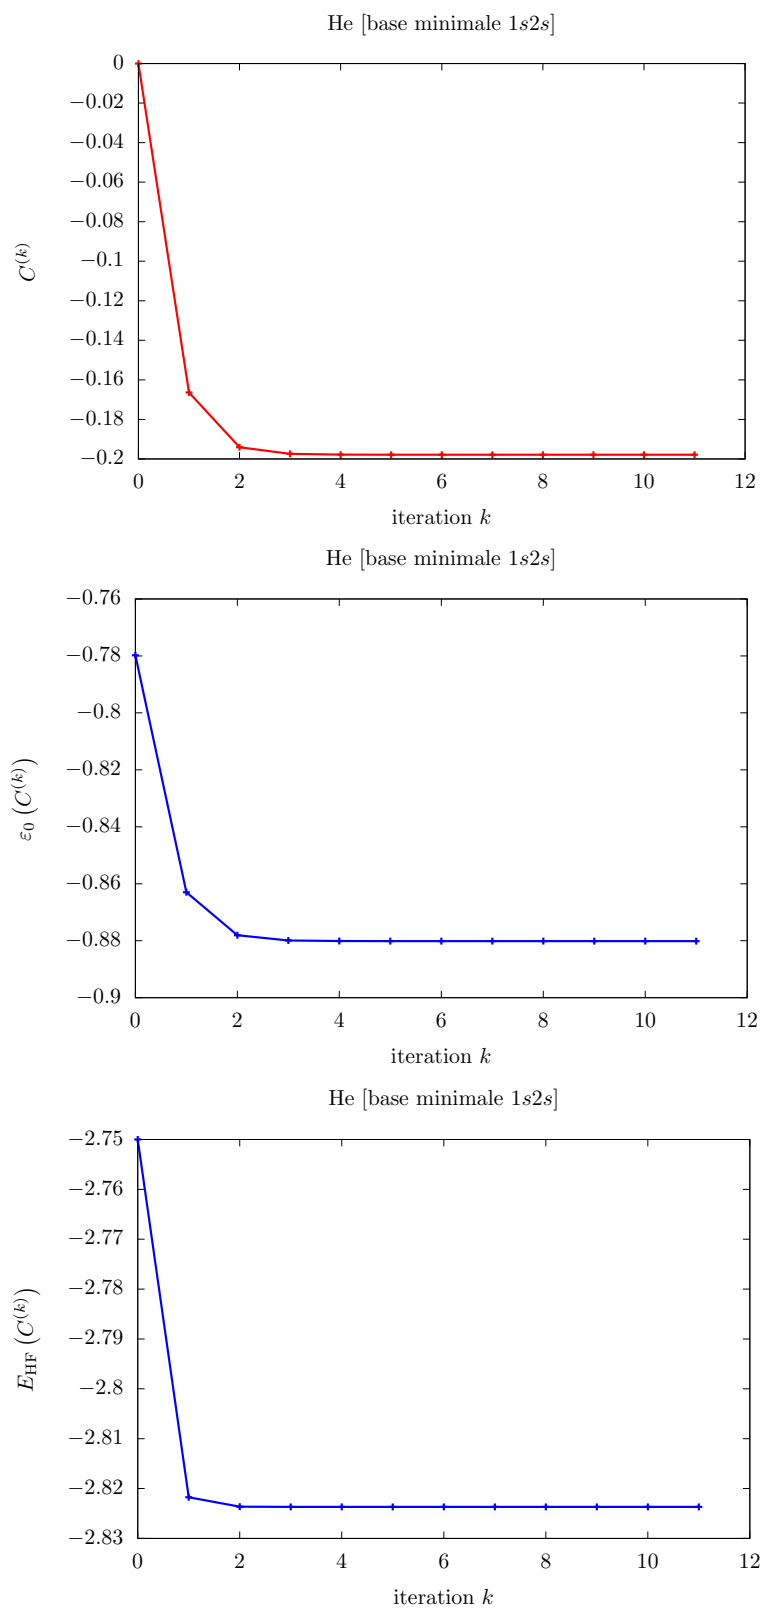 He [base minimale 1s2s]
0
−0.02
−0.04
−0.06
−0.08
−0.1
−0.12
−0.14
−0.16
−0.18
−0.2
C^(k)
0 2 4 6 8 10 12
iteration k
He [base minimale 1s2s]
−0.76
−0.78
−0.8
−0.82
−0.84
−0.86
−0.88
−0.9
ε₀ (C^(k))
0 2 4 6 8 10 12
iteration k
He [base minimale 1s2s]
−2.75
−2.76
−2.77
−2.78
−2.79
−2.8
−2.81
−2.82
−2.83
E_HF (C^(k))
0 2 4 6 8 10 12
iteration k